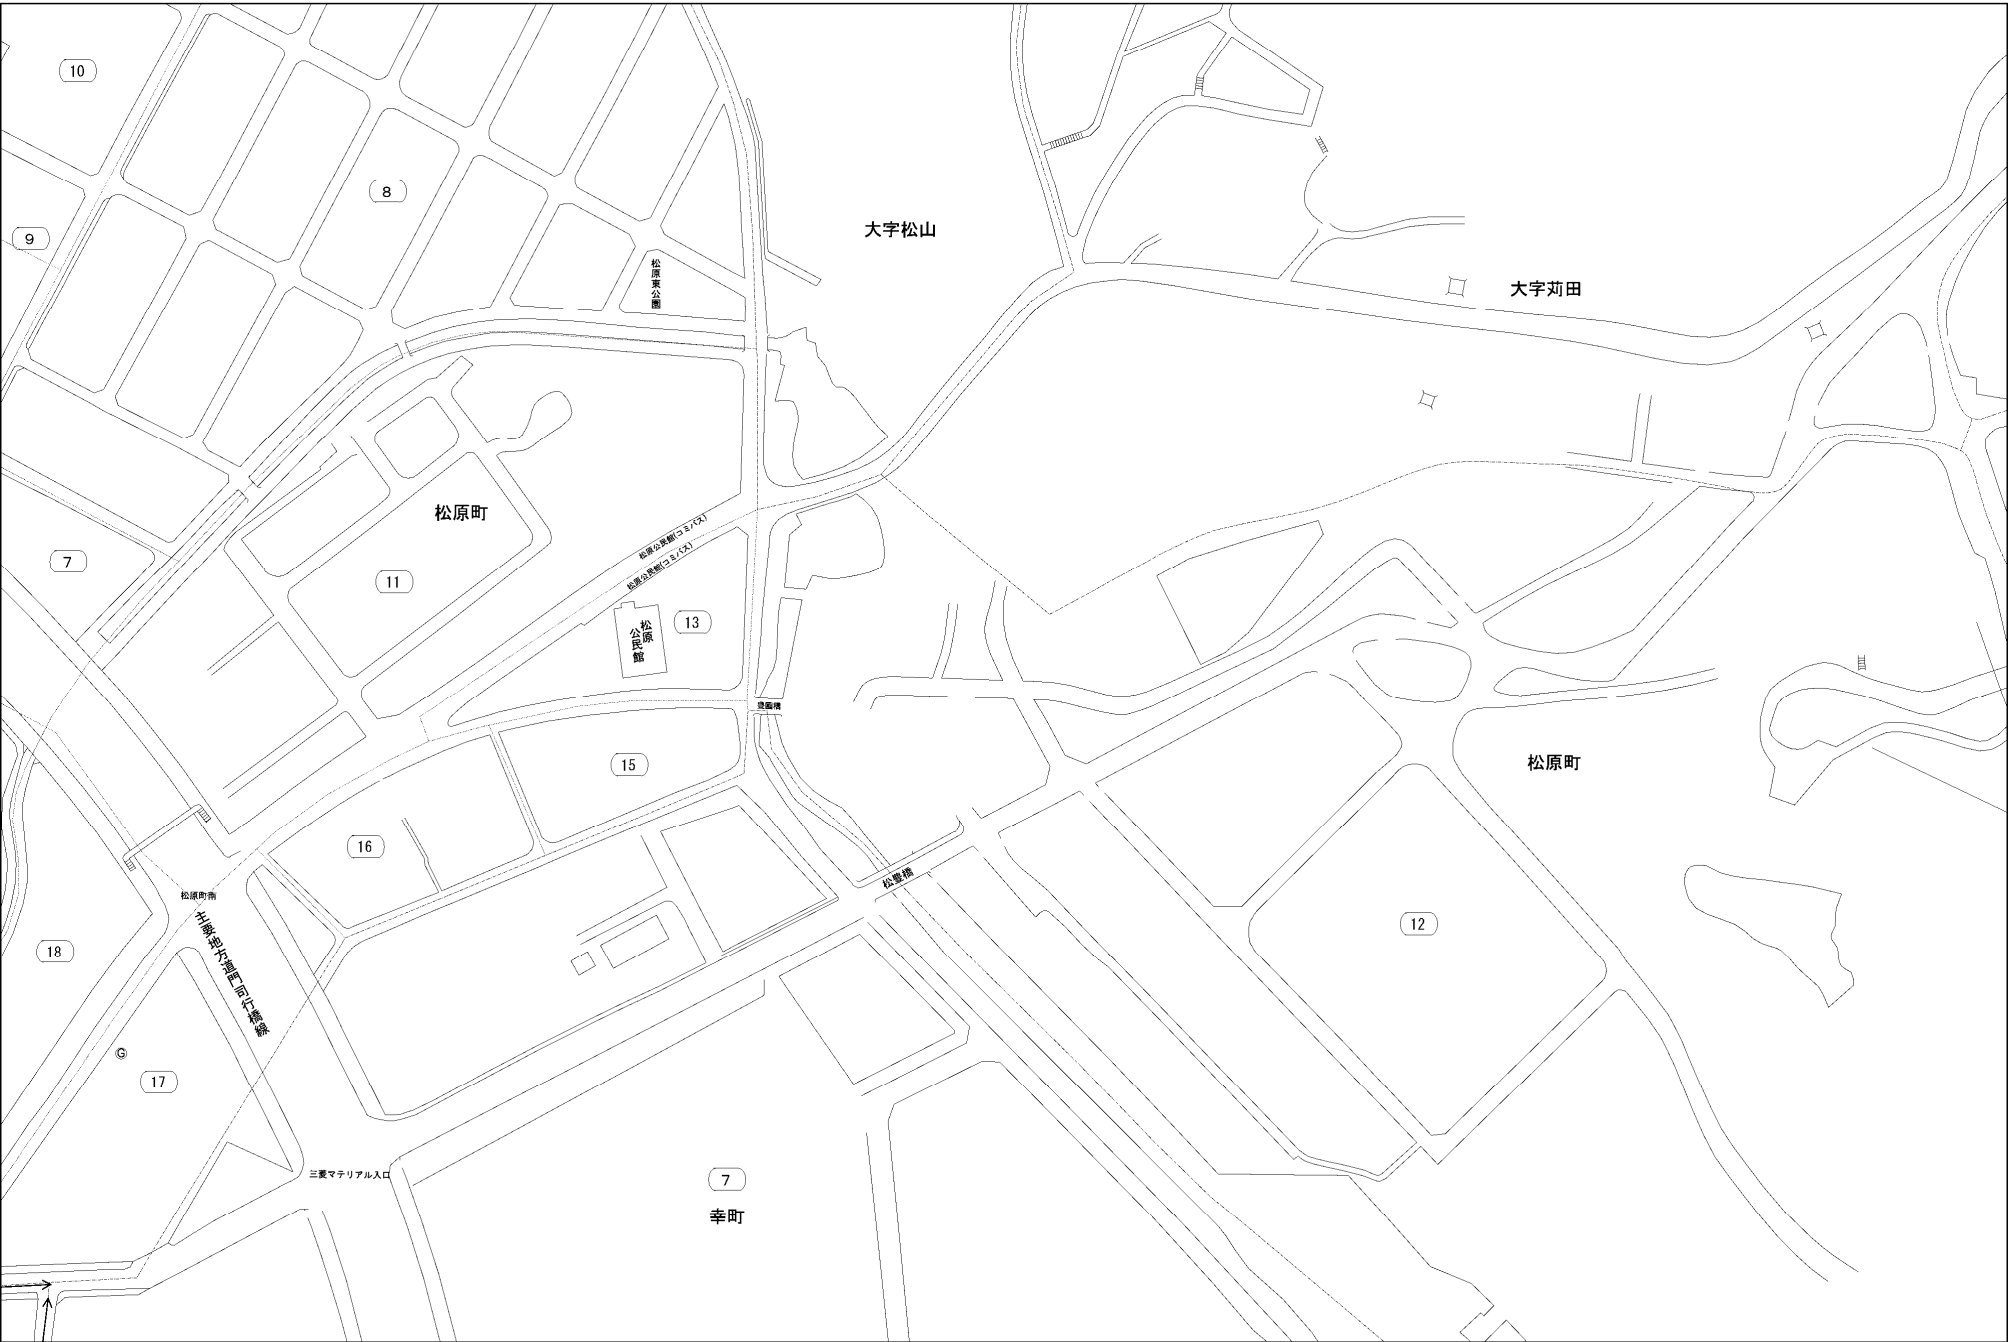 10
8
9
大字松山
松原東公園
大字苅田
松原町
松原公民館(コミバス)
松原公民館(コミバス)
7
11
13
松原
公民館
豊国橋
15
松原町
16
松豊橋
松原町南
12
主要地方道門司行橋線
18
G
17
三菱マテリアル入口
7
幸町